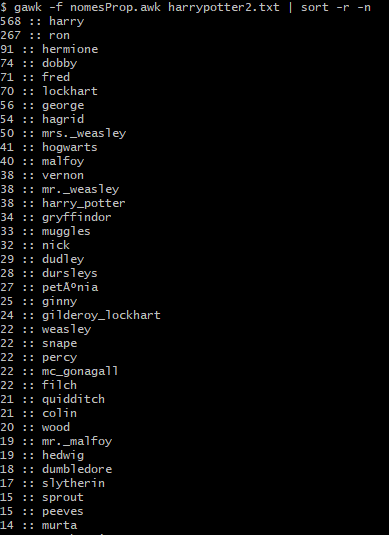 $ gawk -f nomesProp.awk harrypotter2.txt | sort -r -n
568 :: harry
267 :: ron
91 :: hermione
74 :: dobby
71 :: fred
70 :: lockhart
56 :: george
54 :: hagrid
50 :: mrs._weasley
41 :: hogwarts
40 :: malfoy
38 :: vernon
38 :: mr._weasley
38 :: harry_potter
34 :: gryffindor
33 :: muggles
32 :: nick
29 :: dudley
28 :: dursleys
27 :: petÃºnia
25 :: ginny
24 :: gilderoy_lockhart
22 :: weasley
22 :: snape
22 :: percy
22 :: mc_gonagall
22 :: filch
21 :: quidditch
21 :: colin
20 :: wood
19 :: mr._malfoy
19 :: hedwig
18 :: dumbledore
17 :: slytherin
15 :: sprout
15 :: peeves
14 :: murta